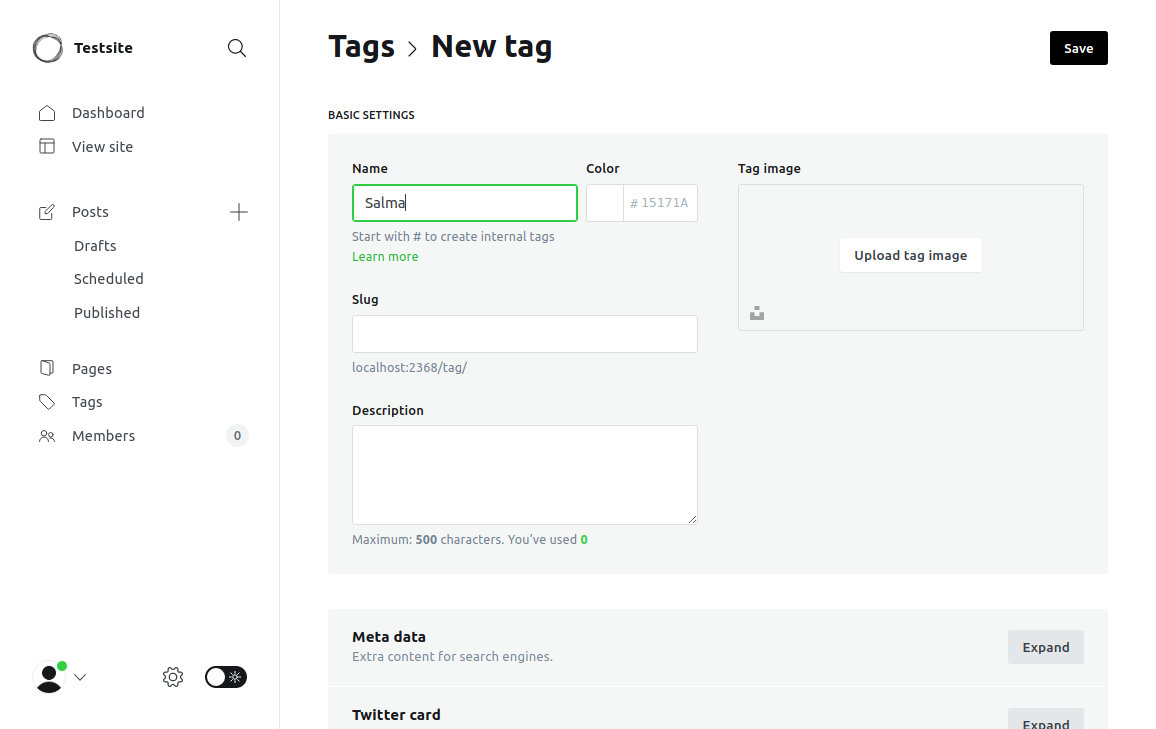 Testsite
Dashboard
View site
Posts
Drafts
Scheduled
Published
Pages
Tags
Members 0
Tags > New tag
Save
BASIC SETTINGS
Name
Salma
Start with # to create internal tags
Learn more
Color
# 15171A
Slug
localhost:2368/tag/
Description
Maximum: 500 characters. You've used 0
Tag image
Upload tag image
Meta data
Extra content for search engines.
Expand
Twitter card
Expand